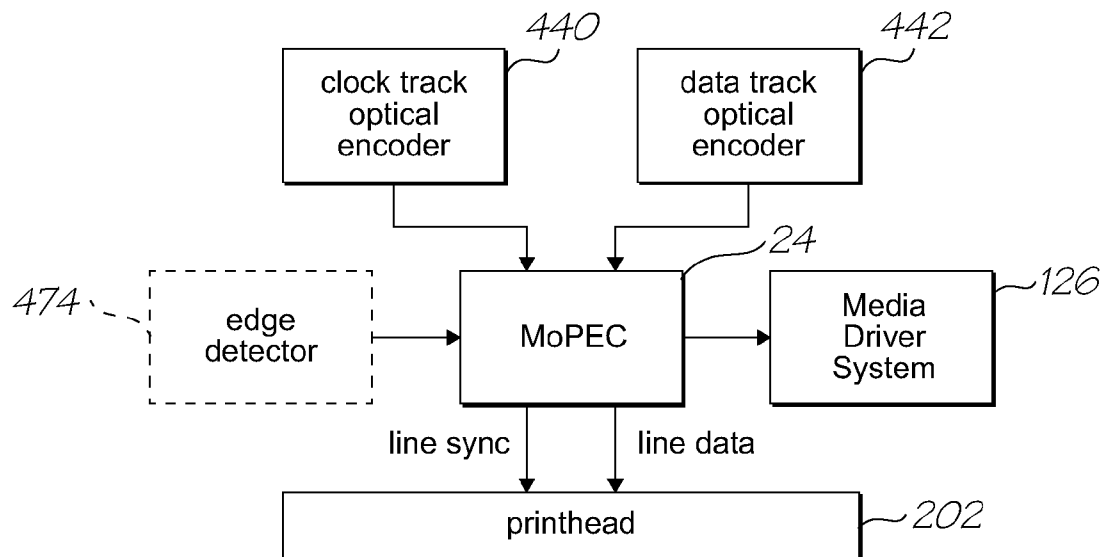 440
442
clock track
optical
encoder
data track
optical
encoder
24
474
126
edge
detector
MoPEC
Media
Driver
System
line sync
line data
printhead
202